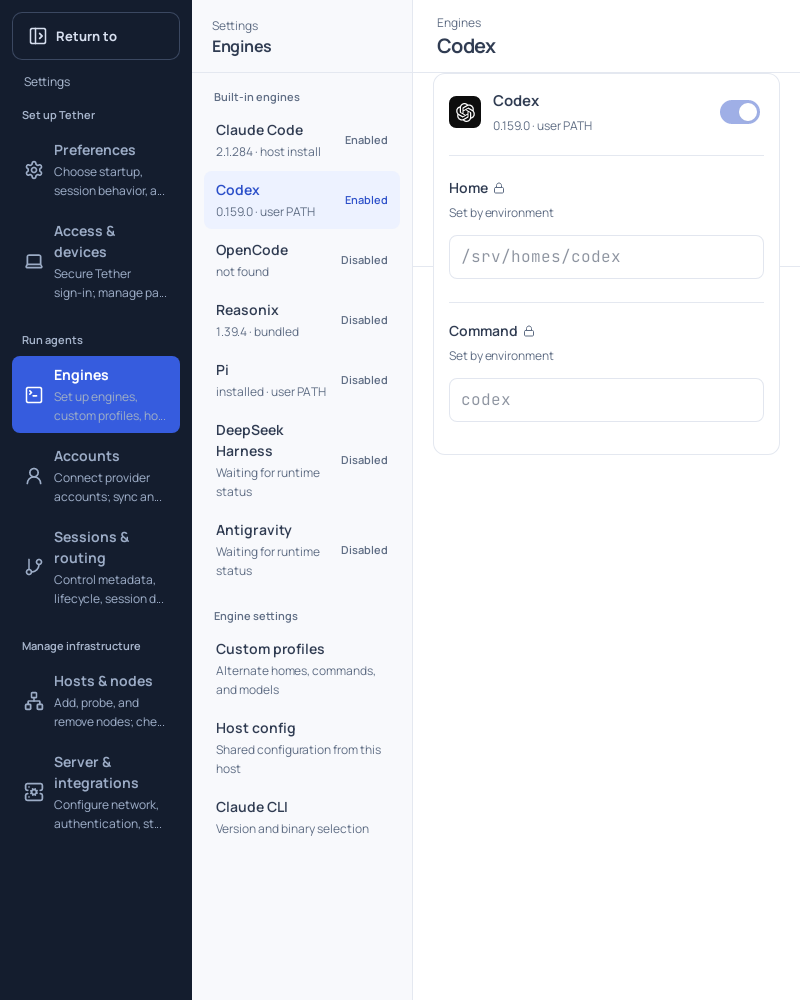 Return to
Settings
Set up Tether
Preferences
Choose startup,
session behavior, a...
Access &
devices
Secure Tether
sign-in; manage pa...
Run agents
Engines
Set up engines,
custom profiles, ho...
Accounts
Connect provider
accounts; sync an...
Sessions &
routing
Control metadata,
lifecycle, session d...
Manage infrastructure
Hosts & nodes
Add, probe, and
remove nodes; che...
Server &
integrations
Configure network,
authentication, st...
Settings
Engines
Built-in engines
Claude Code
2.1.284 · host install
Enabled
Codex
0.159.0 · user PATH
Enabled
OpenCode
not found
Disabled
Reasonix
1.39.4 · bundled
Disabled
Pi
installed · user PATH
Disabled
DeepSeek
Harness
Waiting for runtime
status
Disabled
Antigravity
Waiting for runtime
status
Disabled
Engine settings
Custom profiles
Alternate homes, commands,
and models
Host config
Shared configuration from this
host
Claude CLI
Version and binary selection
Engines
Codex
Codex
0.159.0 · user PATH
Home
Set by environment
/srv/homes/codex
Command
Set by environment
codex